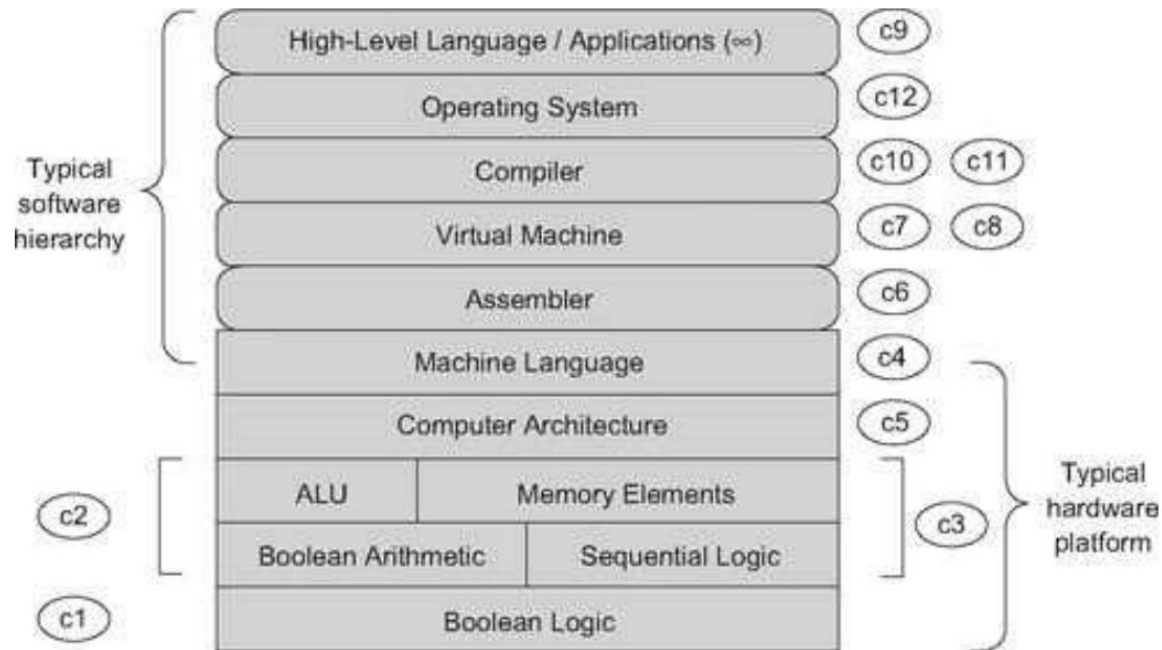 High-Level Language / Applications (∞)
c9
Operating System
c12
Compiler
c10
c11
Typical
software
hierarchy
Virtual Machine
c7
c8
Assembler
c6
Machine Language
c4
Computer Architecture
c5
c2
ALU
Memory Elements
c3
Typical
hardware
platform
Boolean Arithmetic
Sequential Logic
c1
Boolean Logic